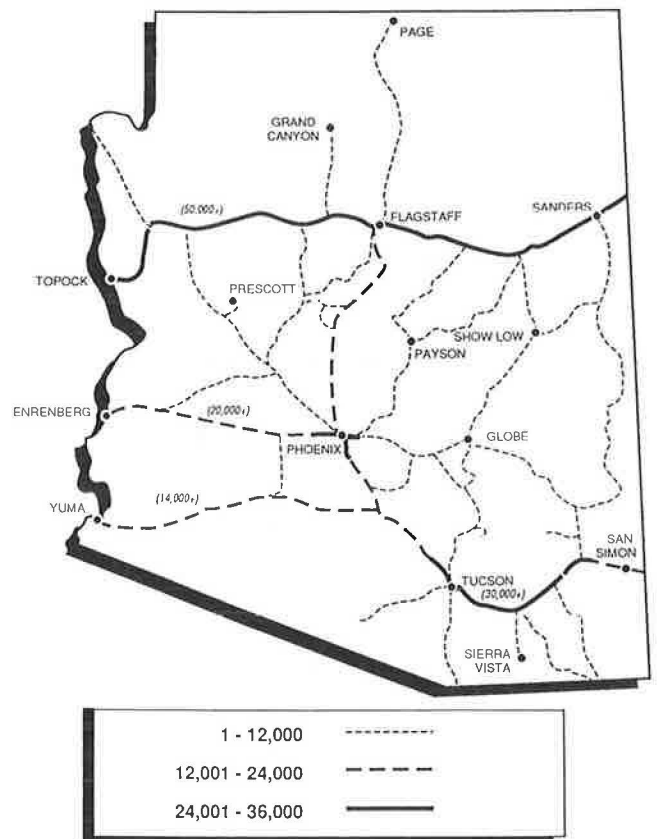 PAGE
GRAND
CANYON
(50,000+)
FLAGSTAFF
SANDERS
TOPOCK
PRESCOTT
PAYSON
SHOW LOW
ENRENBERG
(20,000+)
PHOENIX
GLOBE
YUMA
(14,000+)
SAN
SIMON
TUCSON
(30,000+)
SIERRA
VISTA
1 - 12,000
12,001 - 24,000
24,001 - 36,000